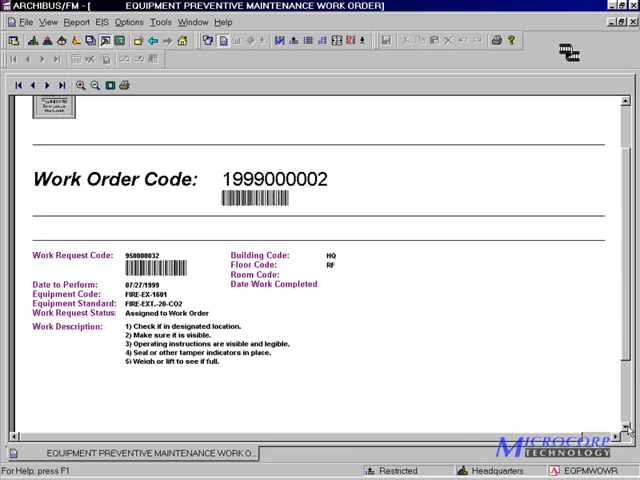 ARCHIBUS/FM - [ EQUIPMENT PREVENTIVE MAINTENANCE WORK ORDER]
File View Report EIS Options Tools Window Help
Work Order Code: 1999000002
Work Request Code: 950000032 Building Code: HQ
Floor Code: RF
Room Code:
Date to Perform: 07/27/1999 Date Work Completed
Equipment Code: FIRE-EX-1601
Equipment Standard: FIRE-EXT.-20-CO2
Work Request Status: Assigned to Work Order
Work Description: 1) Check if in designated location.
2) Make sure it is visible.
3) Operating instructions are visible and legible.
4) Seal or other tamper indicators in place.
5) Weigh or lift to see if full.
MICROCORP
TECHNOLOGY
EQUIPMENT PREVENTIVE MAINTENANCE WORK O...
For Help, press F1 Restricted Headquarters EQPMWOWR